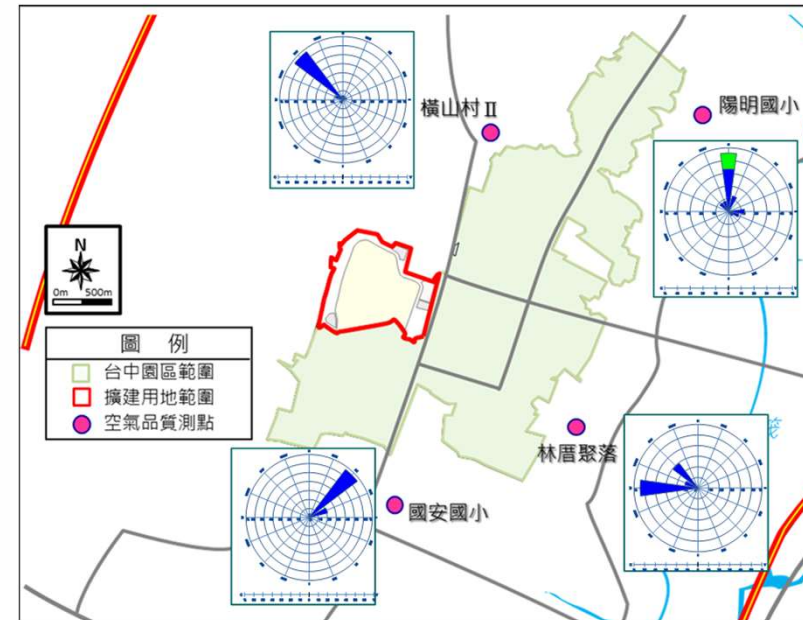 橫山村Ⅱ
陽明國小
N
0m 500m
圖 例
台中園區範圍
擴建用地範圍
空氣品質測點
林厝聚落
國安國小